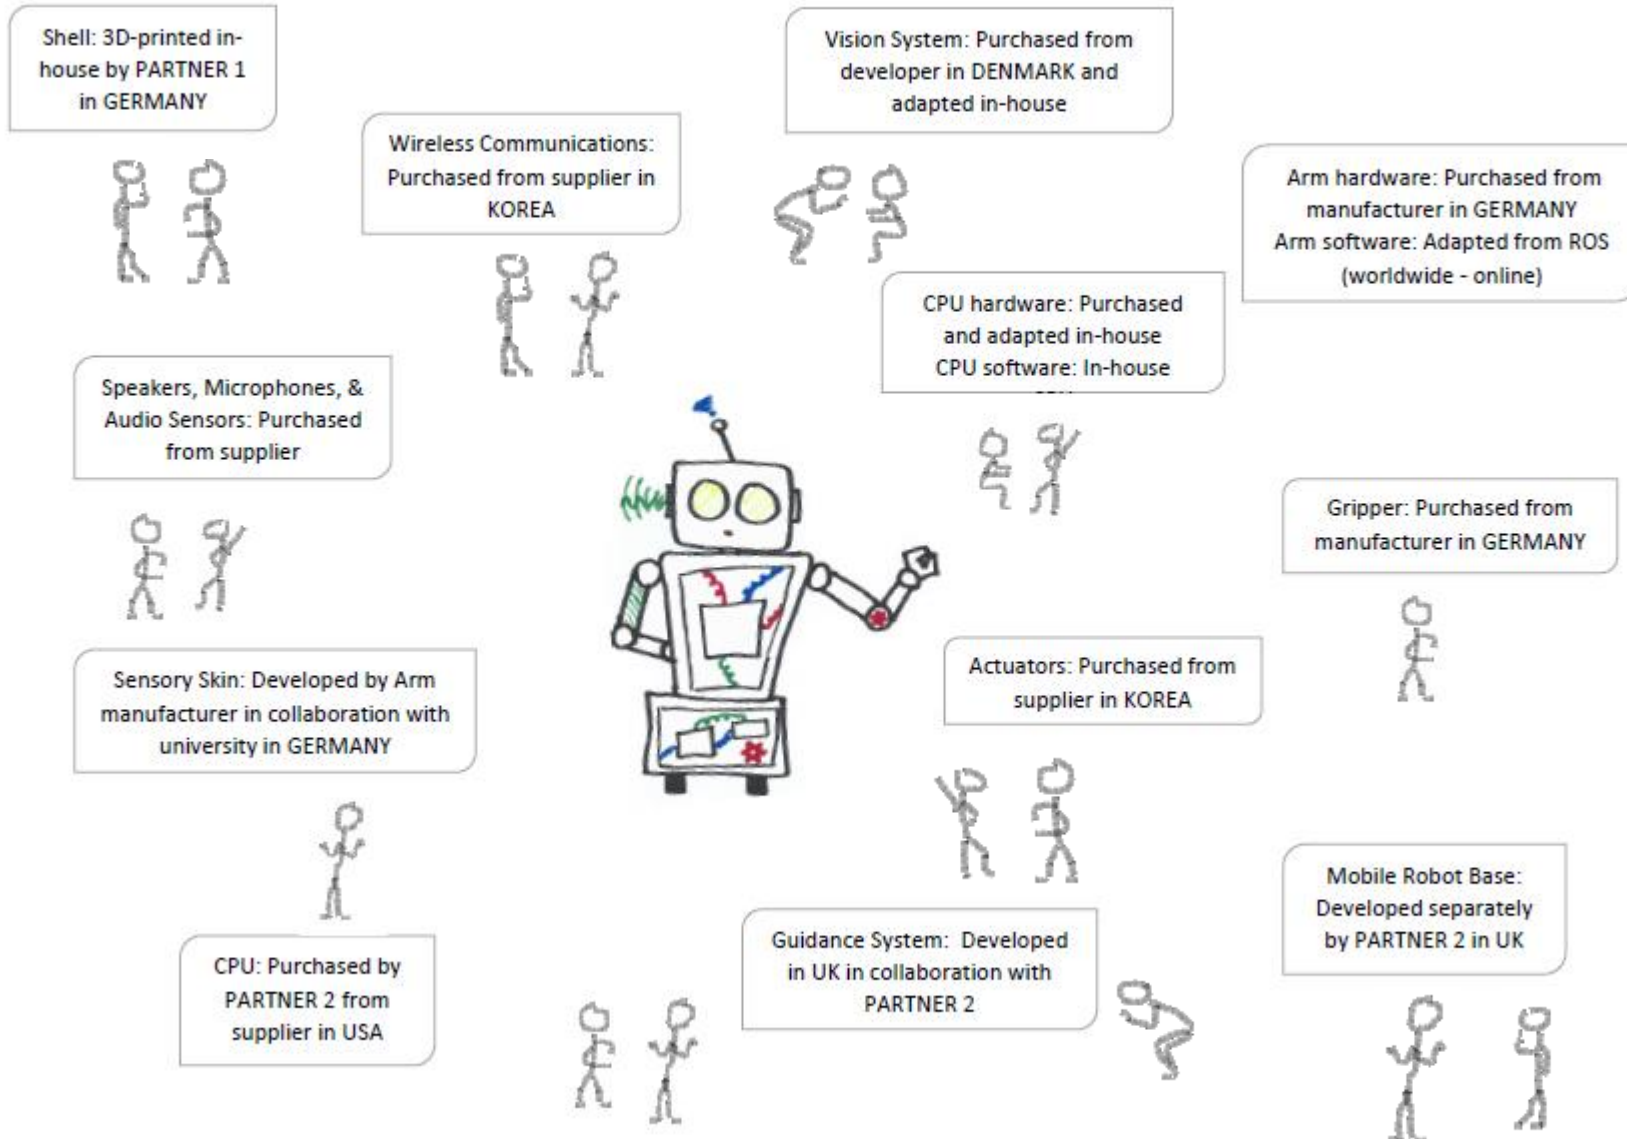 Shell: 3D-printed in-
house by PARTNER 1
in GERMANY
Vision System: Purchased from
developer in DENMARK and
adapted in-house
Wireless Communications:
Purchased from supplier in
KOREA
Arm hardware: Purchased from
manufacturer in GERMANY
Arm software: Adapted from ROS
(worldwide - online)
CPU hardware: Purchased
and adapted in-house
CPU software: In-house
Speakers, Microphones, &
Audio Sensors: Purchased
from supplier
Gripper: Purchased from
manufacturer in GERMANY
Sensory Skin: Developed by Arm
manufacturer in collaboration with
university in GERMANY
Actuators: Purchased from
supplier in KOREA
Mobile Robot Base:
Developed separately
by PARTNER 2 in UK
Guidance System:  Developed
in UK in collaboration with
PARTNER 2
CPU: Purchased by
PARTNER 2 from
supplier in USA